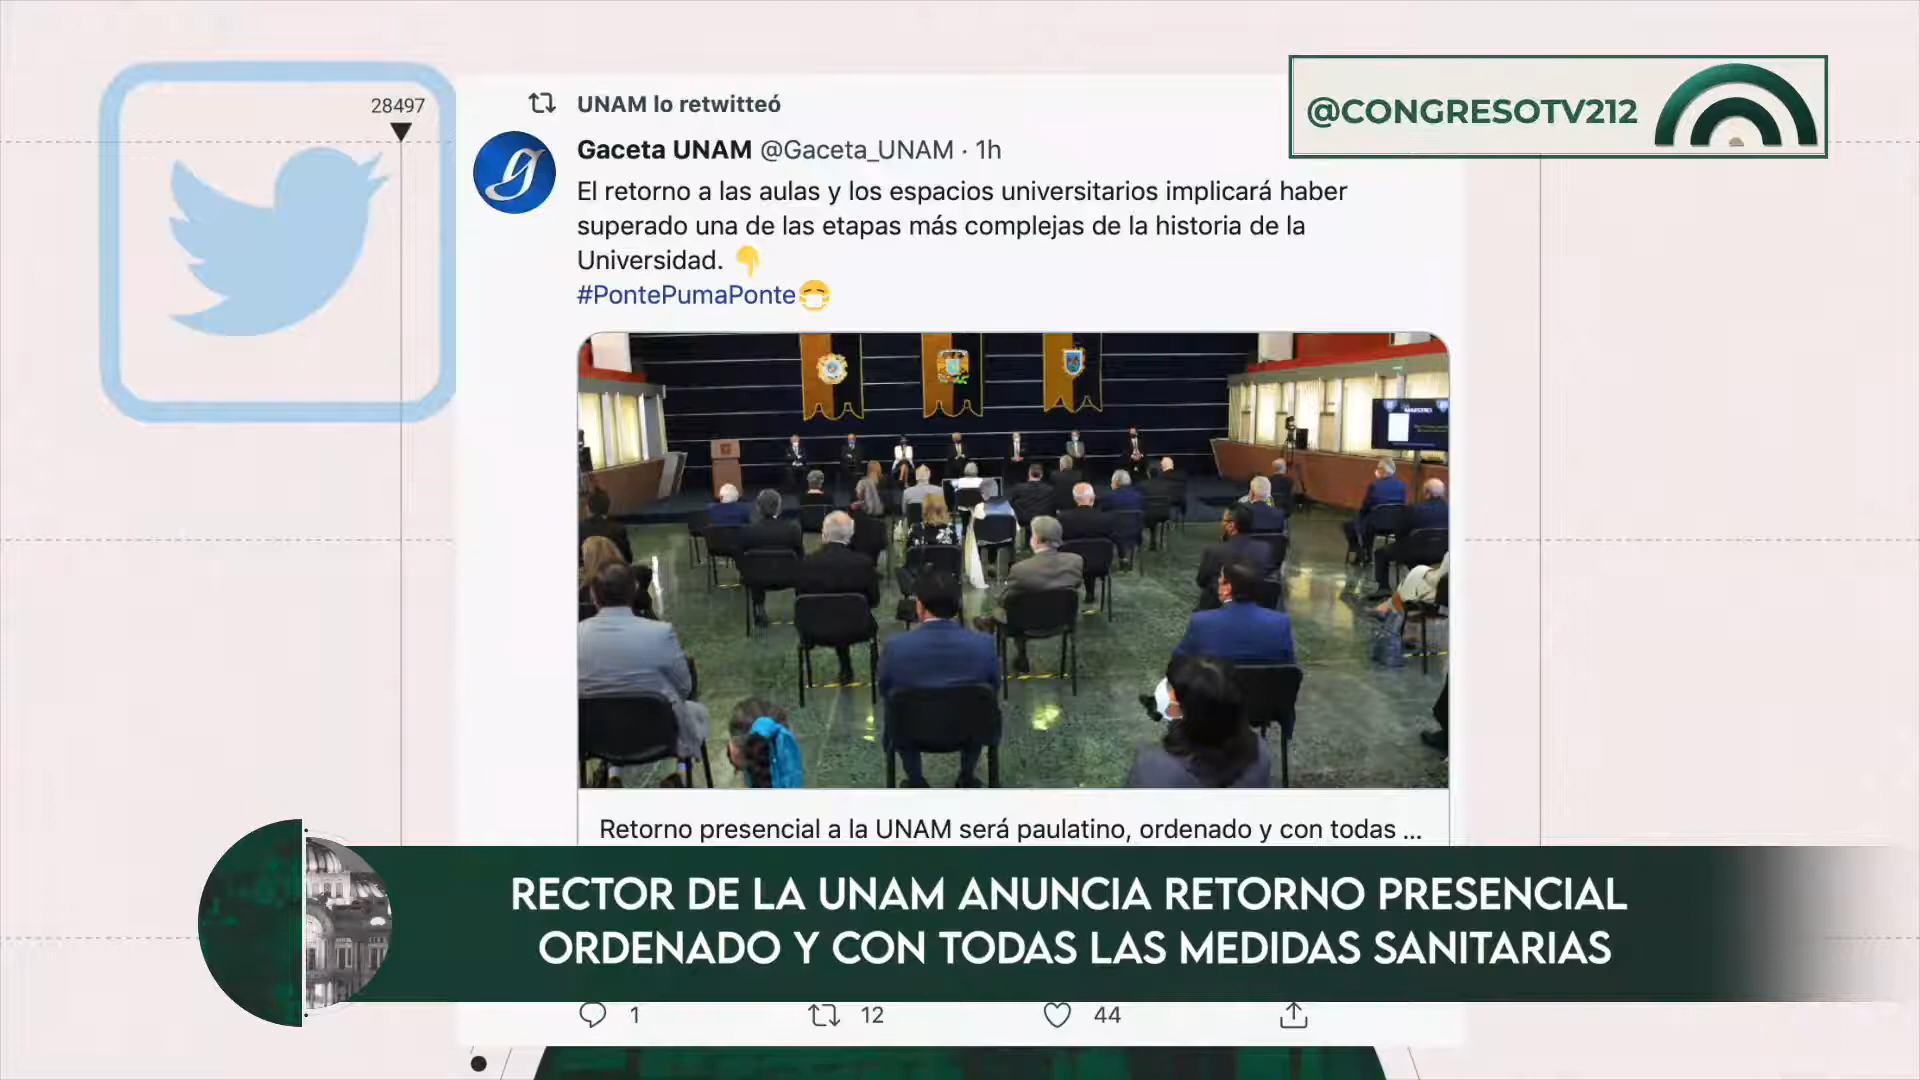 28497
UNAM lo retwitteó
@CONGRESOTV212
Gaceta UNAM @Gaceta_UNAM · 1h
El retorno a las aulas y los espacios universitarios implicará haber
superado una de las etapas más complejas de la historia de la
Universidad. 👇
#PontePumaPonte😷
Retorno presencial a la UNAM será paulatino, ordenado y con todas ...
RECTOR DE LA UNAM ANUNCIA RETORNO PRESENCIAL
ORDENADO Y CON TODAS LAS MEDIDAS SANITARIAS
1 12 44